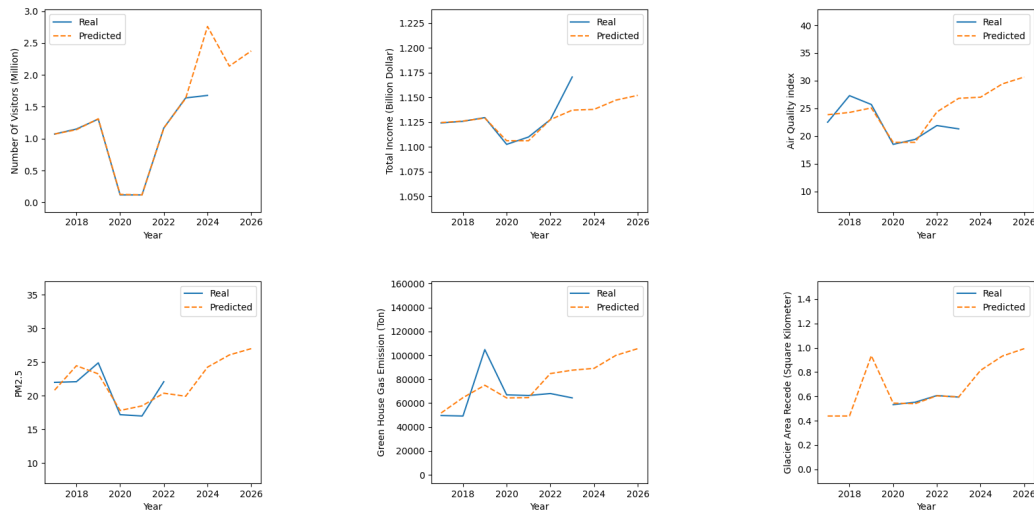 Number Of Visitors (Million)
3.0
2.5
2.0
1.5
1.0
0.5
0.0
Real
Predicted
2018 2020 2022 2024 2026
Year
Total Income (Billion Dollar)
1.225
1.200
1.175
1.150
1.125
1.100
1.075
1.050
Real
Predicted
2018 2020 2022 2024 2026
Year
Air Quality index
40
35
30
25
20
15
10
Real
Predicted
2018 2020 2022 2024 2026
Year
PM2.5
35
30
25
20
15
10
Real
Predicted
2018 2020 2022 2024 2026
Year
Green House Gas Emission (Ton)
160000
140000
120000
100000
80000
60000
40000
20000
0
Real
Predicted
2018 2020 2022 2024 2026
Year
Glacier Area Recede (Square Kilometer)
1.4
1.2
1.0
0.8
0.6
0.4
0.2
0.0
Real
Predicted
2018 2020 2022 2024 2026
Year